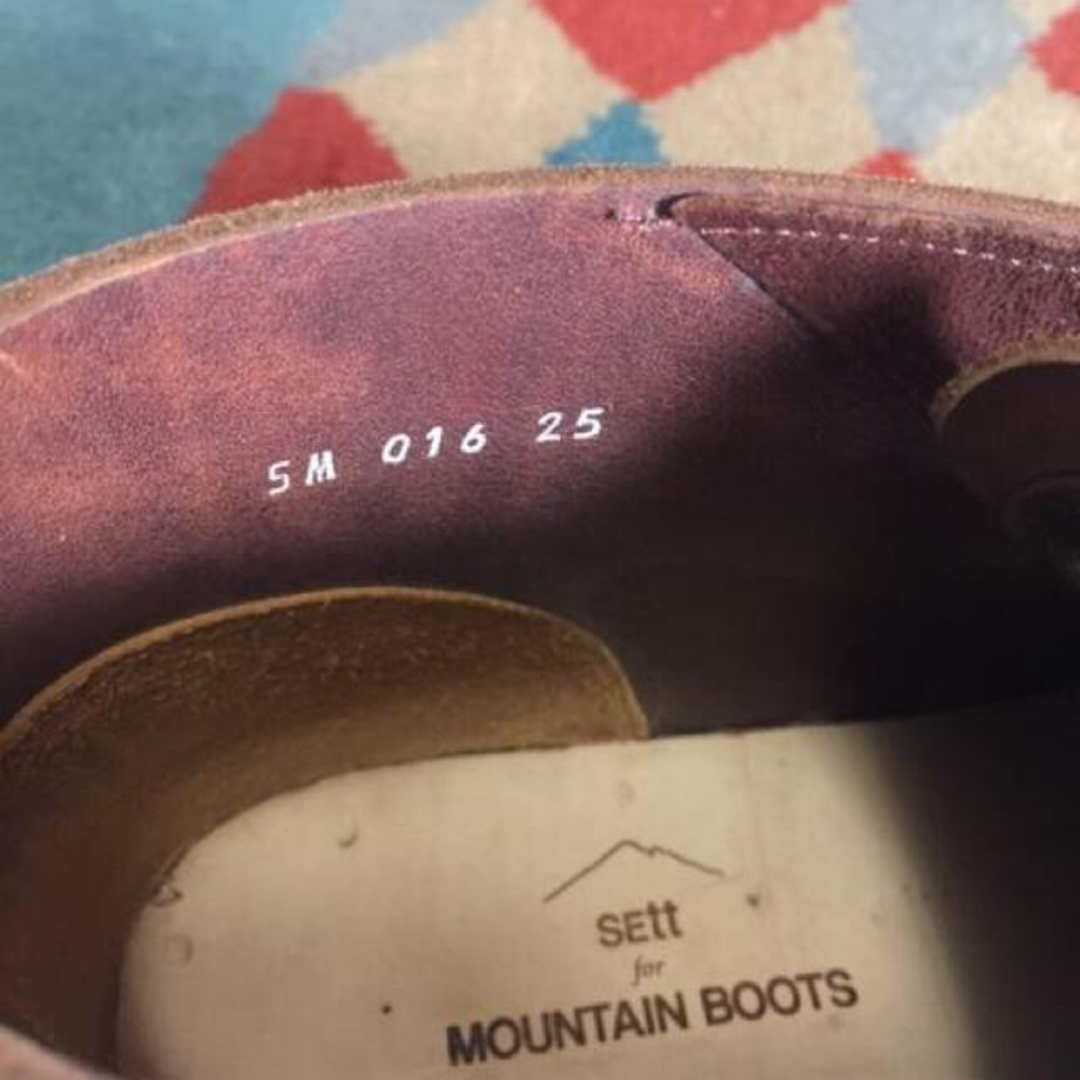 SM 016 25
SEtt
for
MOUNTAIN BOOTS